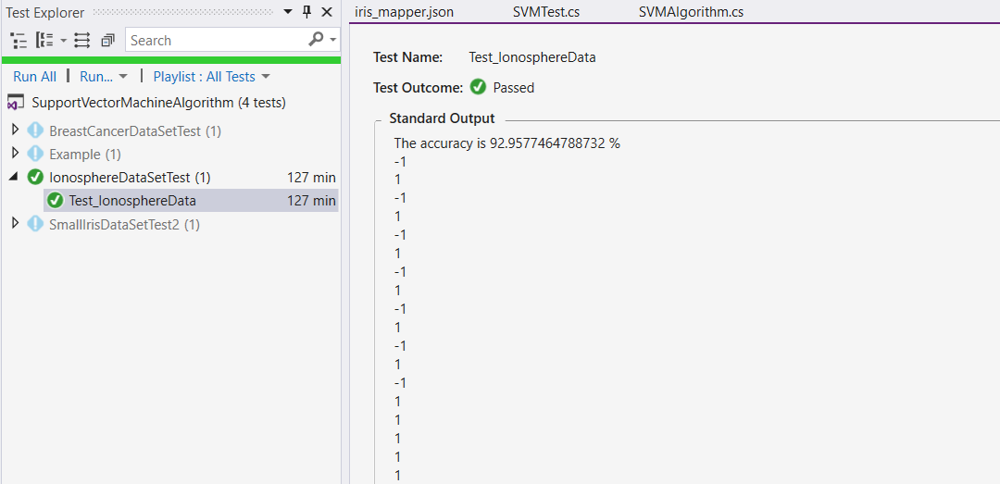 Test Explorer
Search
Run All | Run... | Playlist : All Tests
SupportVectorMachineAlgorithm (4 tests)
BreastCancerDataSetTest (1)
Example (1)
IonosphereDataSetTest (1) 127 min
Test_IonosphereData 127 min
SmallIrisDataSetTest2 (1)
iris_mapper.json SVMTest.cs SVMAlgorithm.cs
Test Name: Test_IonosphereData
Test Outcome: Passed
Standard Output
The accuracy is 92.9577464788732 %
-1
1
-1
1
-1
1
-1
1
-1
1
-1
1
-1
1
1
1
1
1